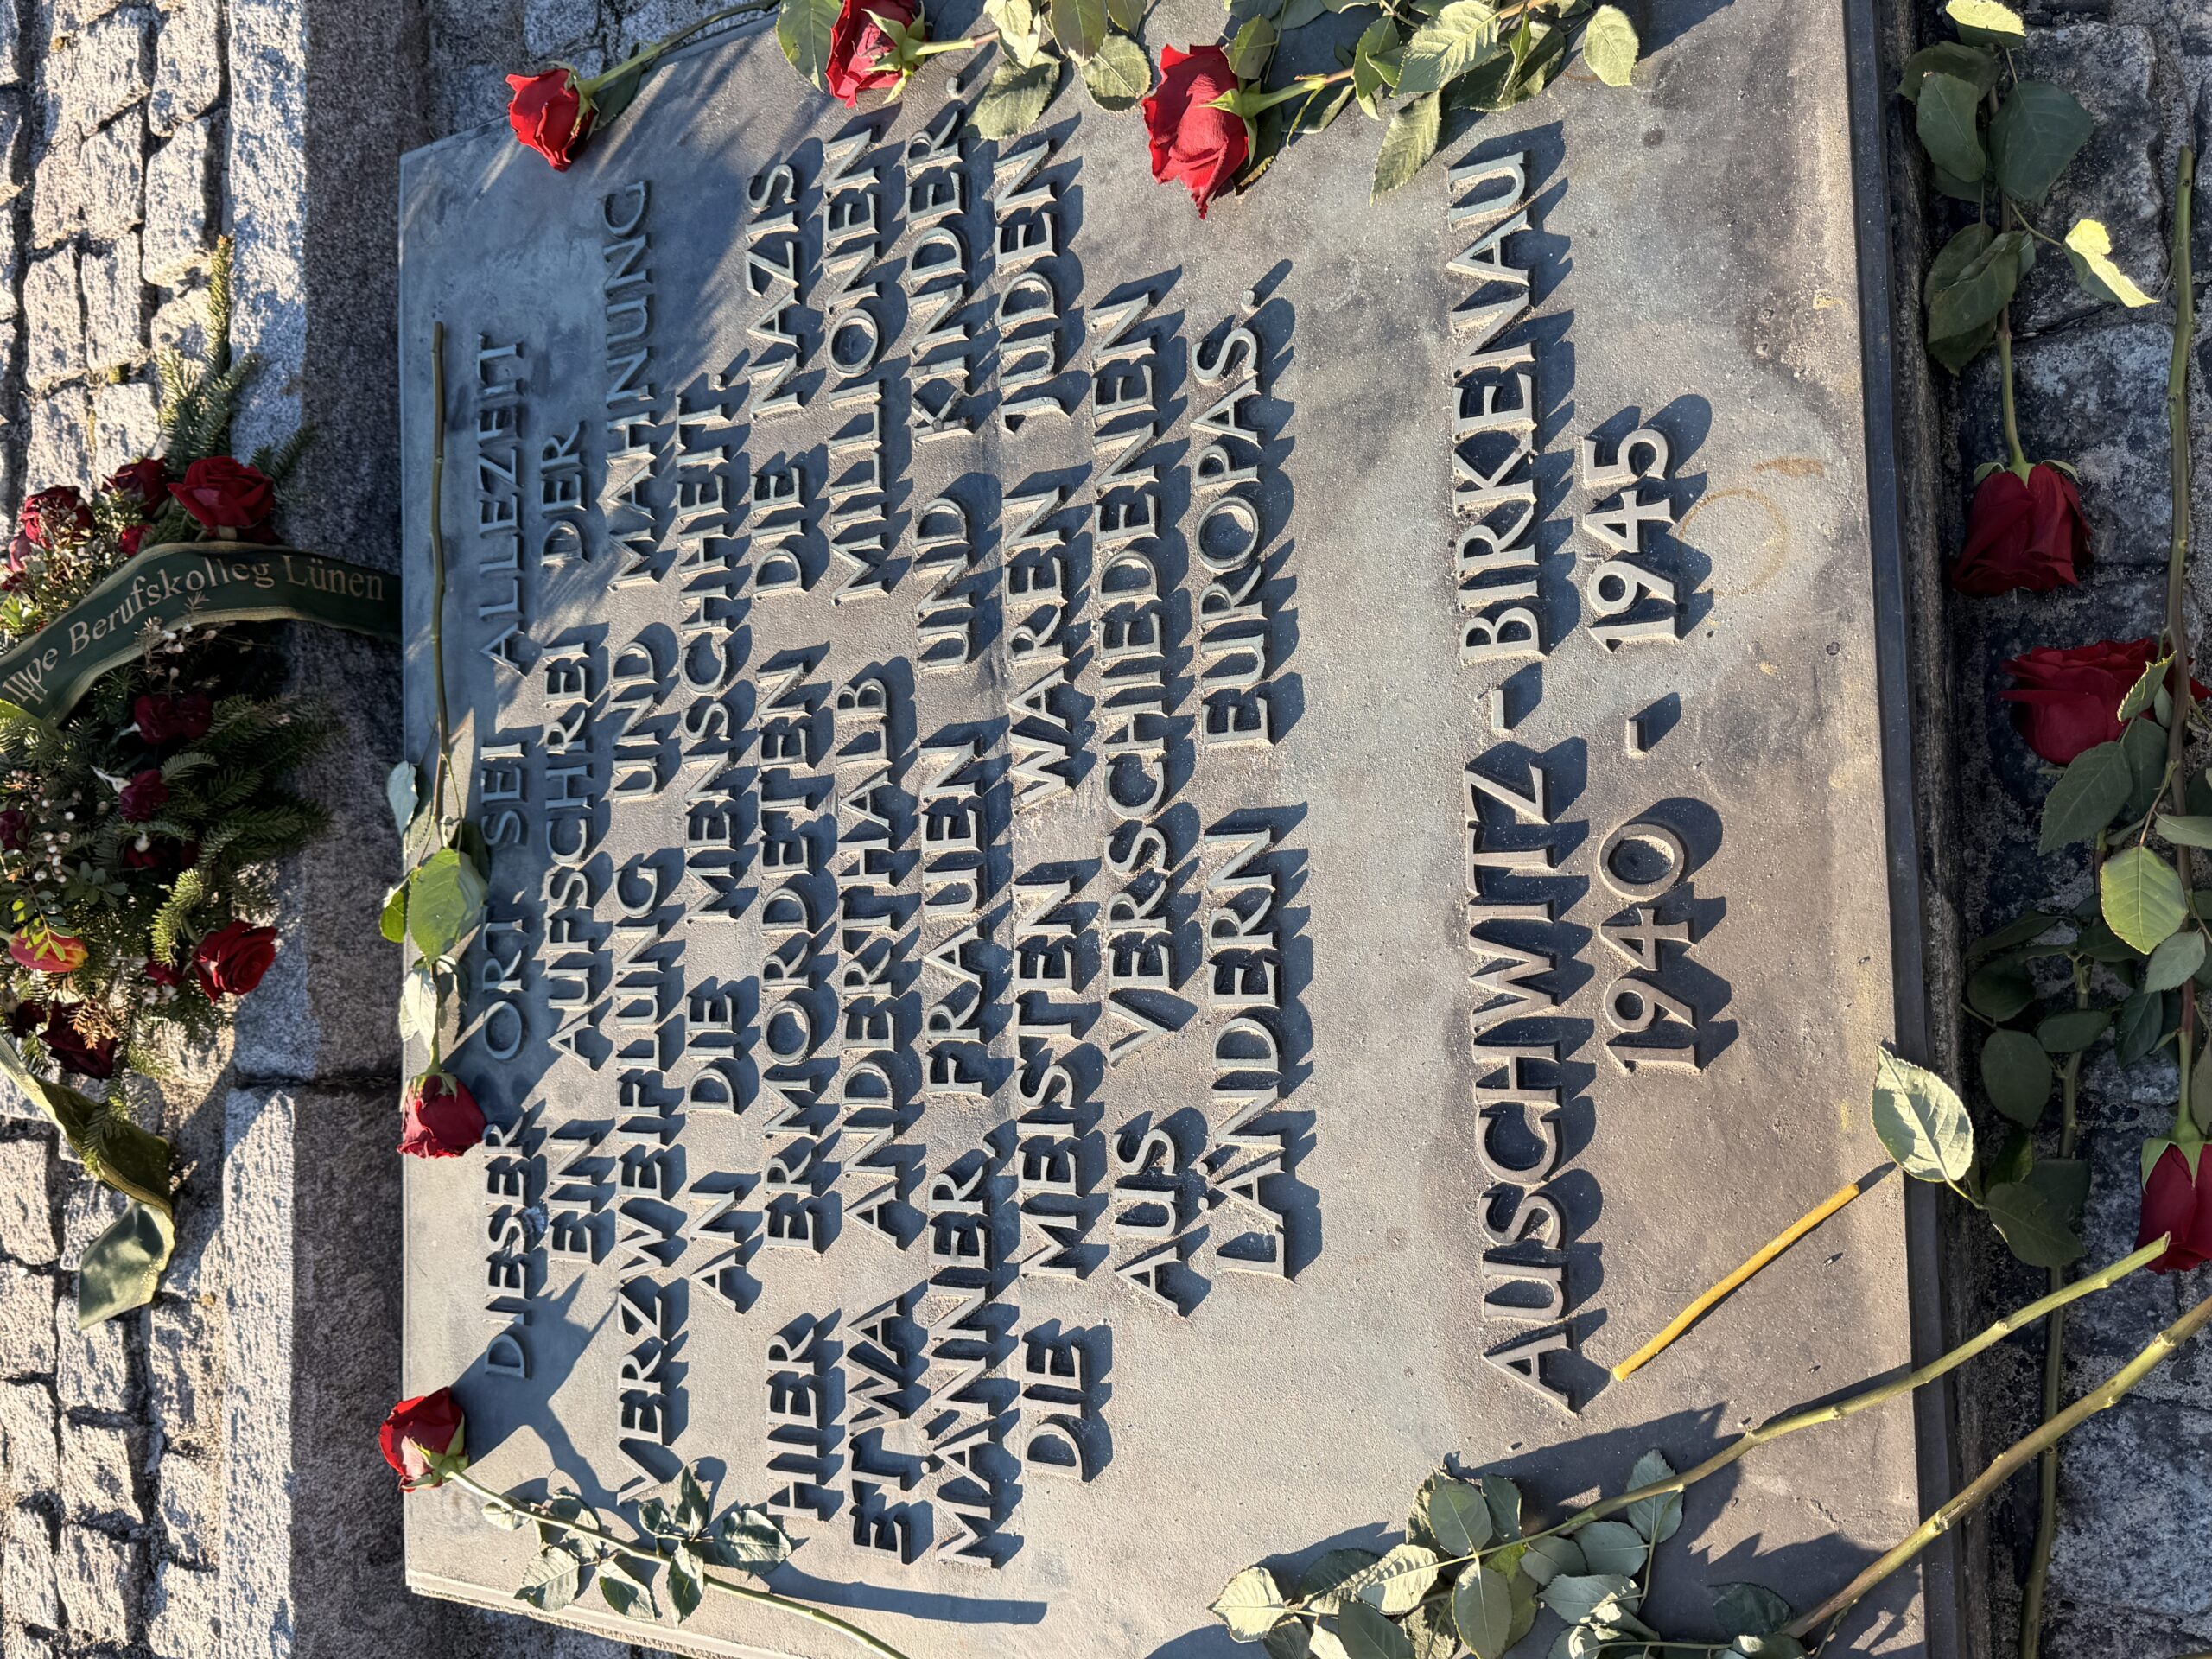 DIESER ORT SEI ALLEZEIT
EIN AUFSCHREI DER
VERZWEIFLUNG UND MAHNUNG
AN DIE MENSCHHEIT.
HIER ERMORDETEN DIE NAZIS
ETWA ANDERTHALB MILLIONEN
MÄNNER, FRAUEN UND KINDER.
DIE MEISTEN WAREN JUDEN
AUS VERSCHIEDENEN
LÄNDERN EUROPAS.
AUSCHWITZ - BIRKENAU
1940 - 1945
Berufskolleg Lünen